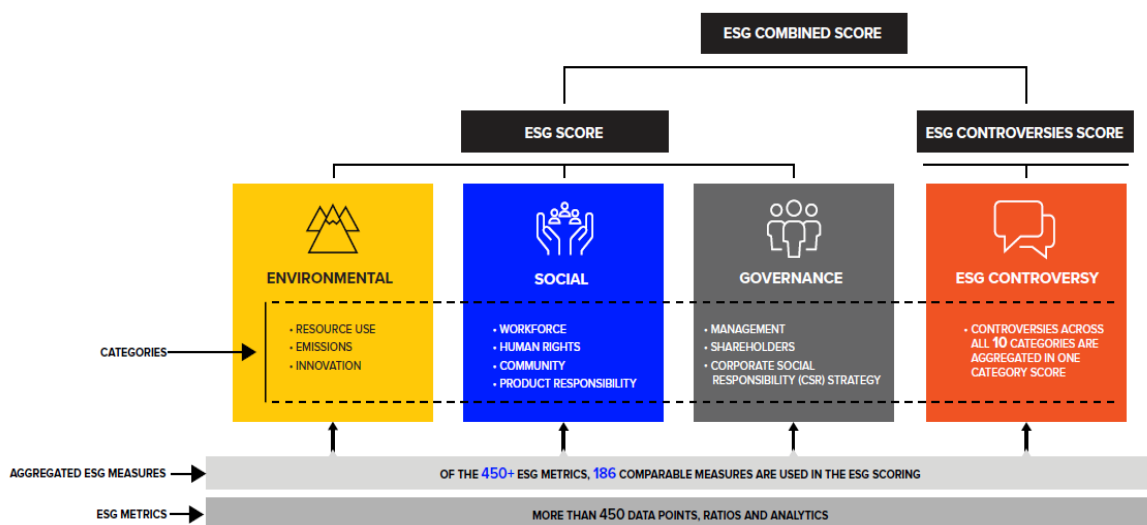 ESG COMBINED SCORE
ESG SCORE
ESG CONTROVERSIES SCORE
ENVIRONMENTAL
SOCIAL
GOVERNANCE
ESG CONTROVERSY
CATEGORIES
• RESOURCE USE
• EMISSIONS
• INNOVATION
• WORKFORCE
• HUMAN RIGHTS
• COMMUNITY
• PRODUCT RESPONSIBILITY
• MANAGEMENT
• SHAREHOLDERS
• CORPORATE SOCIAL
RESPONSIBILITY (CSR) STRATEGY
• CONTROVERSIES ACROSS
ALL 10 CATEGORIES ARE
AGGREGATED IN ONE
CATEGORY SCORE
AGGREGATED ESG MEASURES
OF THE 450+ ESG METRICS, 186 COMPARABLE MEASURES ARE USED IN THE ESG SCORING
ESG METRICS
MORE THAN 450 DATA POINTS, RATIOS AND ANALYTICS